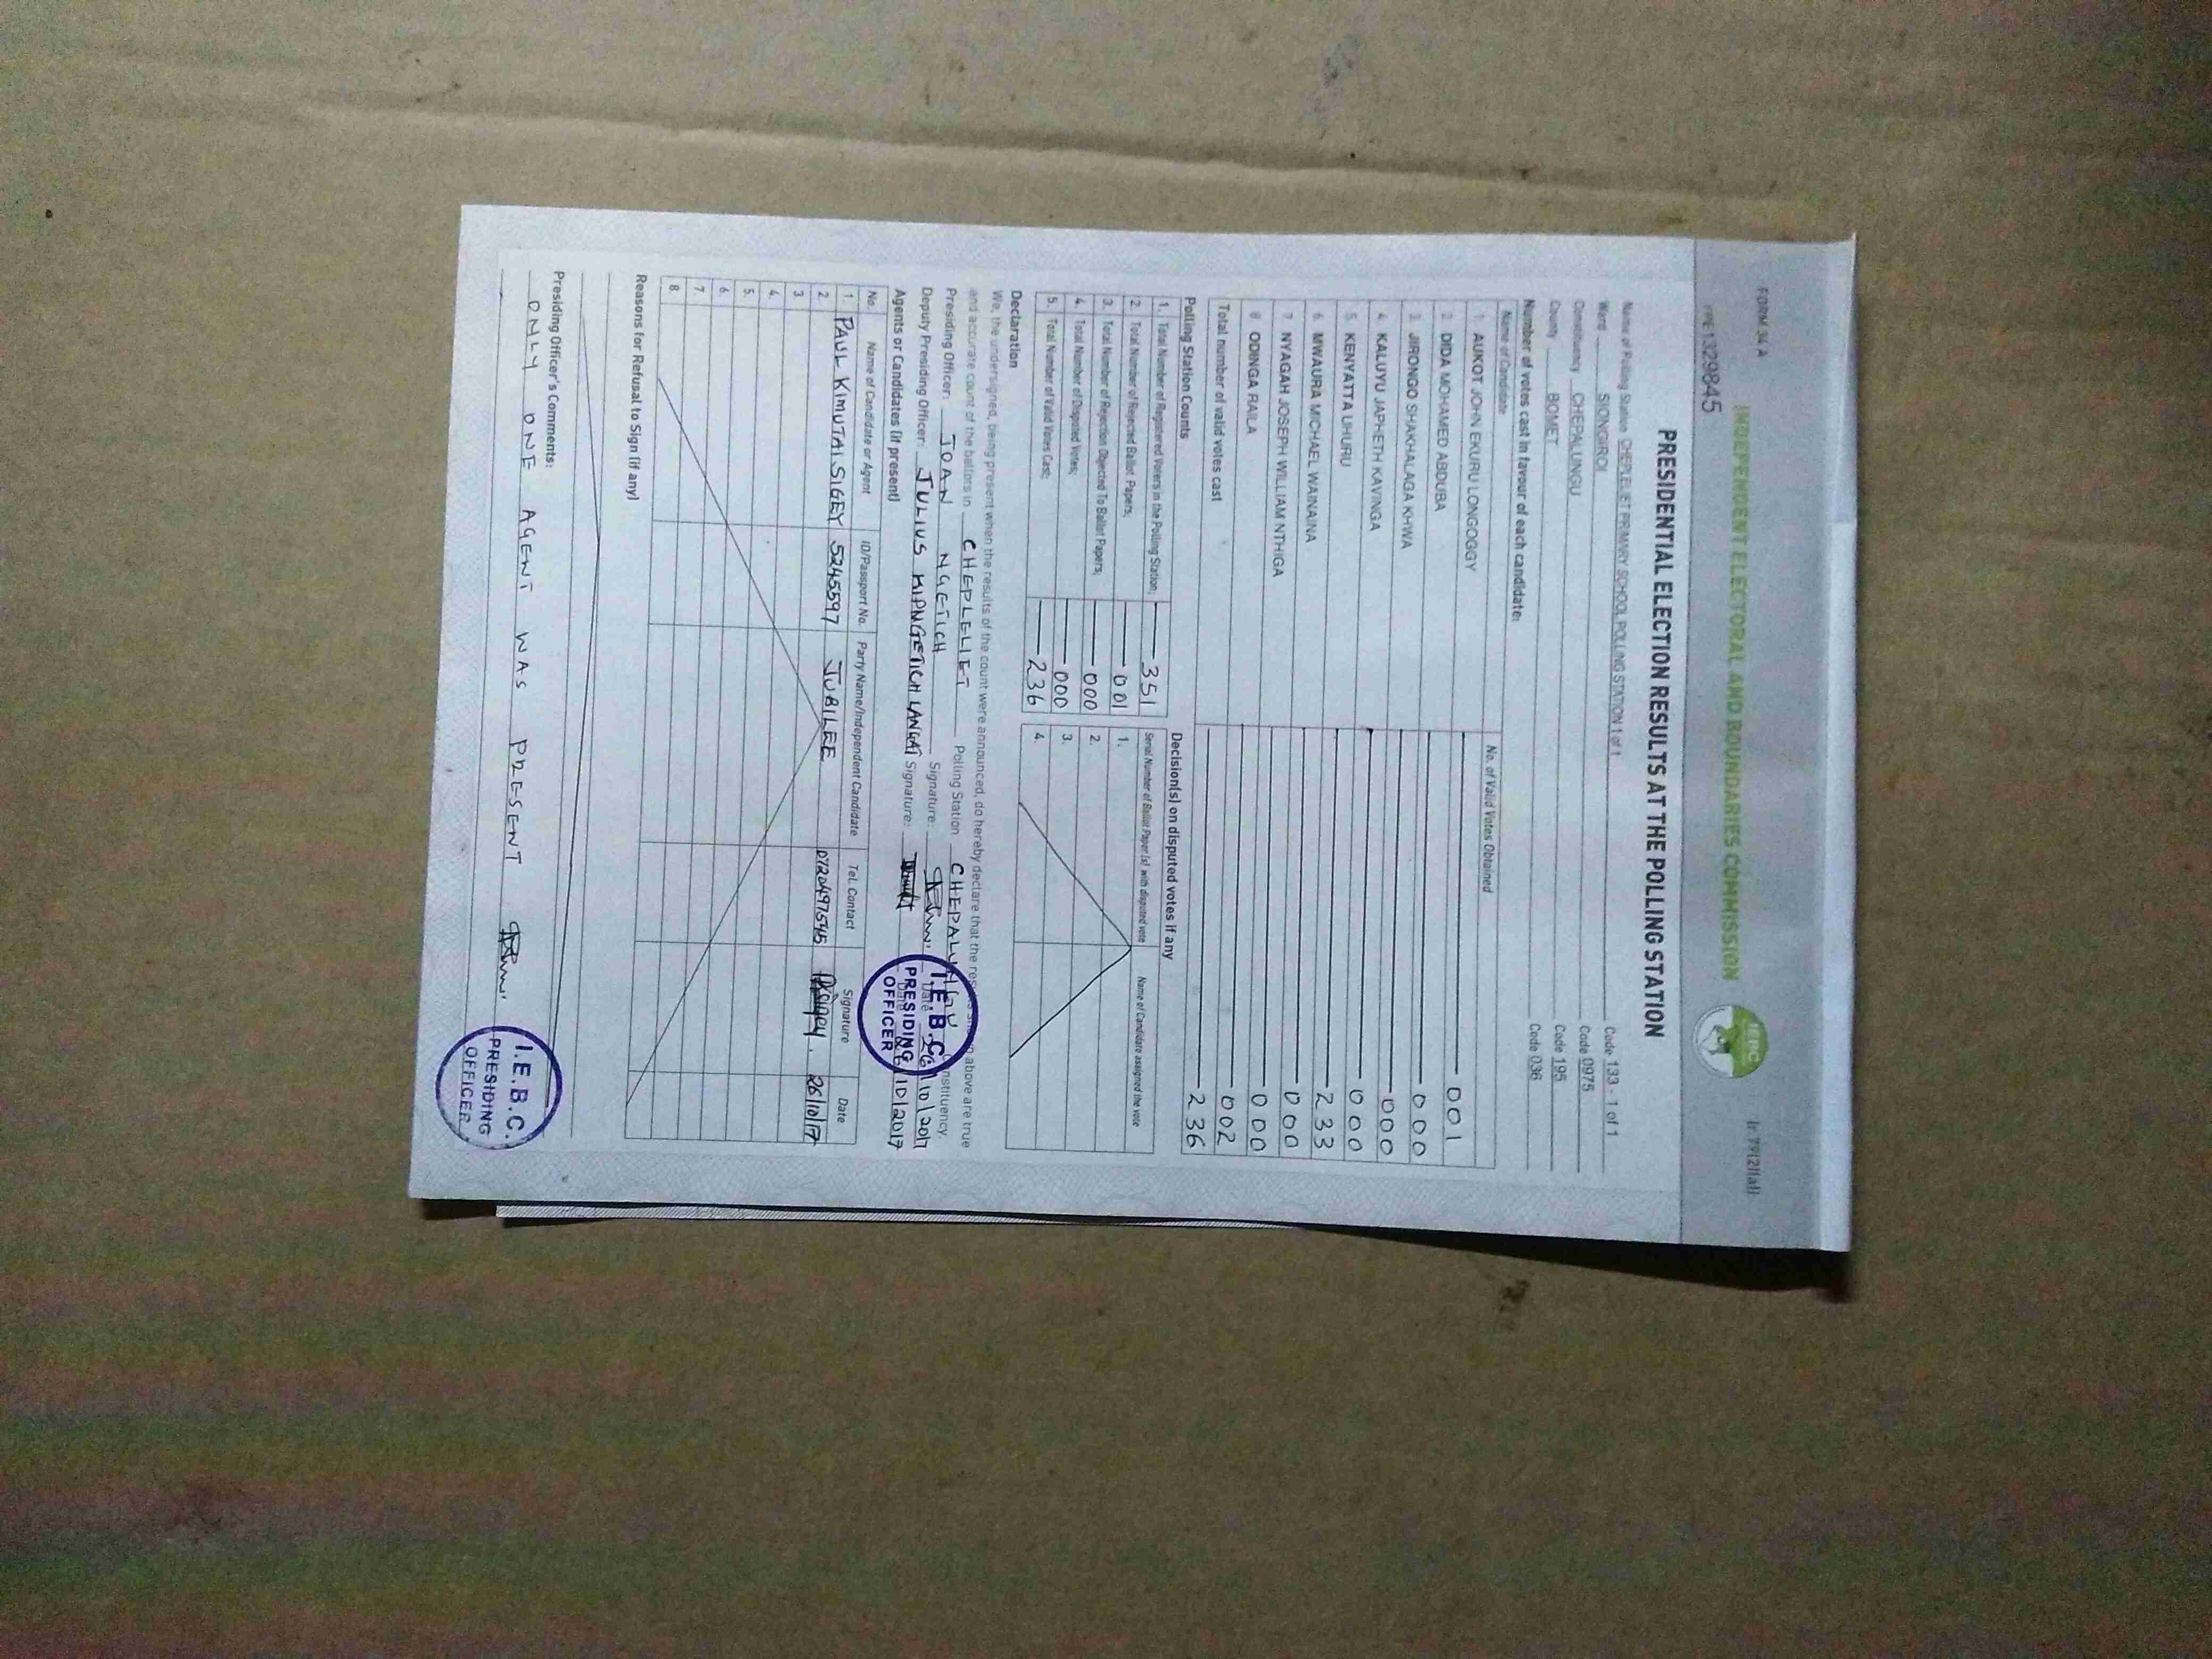 FORM 34 A
INDEPENDENT ELECTORAL AND BOUNDARIES COMMISSION
IEBC
(r 79(2)(a))
PPE 1329845
PRESIDENTIAL ELECTION RESULTS AT THE POLLING STATION
Name of Polling Station CHEPLELIET PRIMARY SCHOOL POLLING STATION 1 of 1 Code 133 - 1 of 1
Ward SIONGIROI Code 0975
Constituency CHEPALUNGU Code 195
County BOMET Code 036
Number of votes cast in favour of each candidate:
Name of Candidate No. of Valid Votes Obtained
1. AUKOT JOHN EKURU LONGOGGY 001
2. DIDA MOHAMED ABDUBA 000
3. JIRONGO SHAKHALAGA KHWA 000
4. KALUYU JAPHETH KAVINGA 000
5. KENYATTA UHURU 233
6. MWAURA MICHAEL WAINAINA 000
7. NYAGAH JOSEPH WILLIAM NTHIGA 000
8 ODINGA RAILA 002
Total number of valid votes cast 236
Polling Station Counts
1. Total Number of Registered Voters in the Polling Station; 351
2. Total Number of Rejected Ballot Papers; 001
3. Total Number of Rejection Objected To Ballot Papers; 000
4. Total Number of Disputed Votes; 000
5. Total Number of Valid Votes Cast; 236
Decision(s) on disputed votes if any
Serial Number of Ballot Paper (s) with disputed vote Name of Candidate assigned the vote
1.
2.
3.
4.
Declaration
We, the undersigned, being present when the results of the count were announced, do hereby declare that the results shown above are true
and accurate count of the ballots in CHEPLELIET Polling Station CHEPALUNGU Constituency.
Presiding Officer: JOAN NGETICH Signature: Date 26/10/2017
Deputy Presiding Officer: JULIUS KIPNGETICH LANGAT Signature: Date 26/10/2017
I.E.B.C.
PRESIDING
OFFICER
Agents or Candidates (if present)
No. Name of Candidate or Agent ID/Passport No. Party Name/Independent Candidate Tel. Contact Signature Date
1. PAUL KIMUTAI SIGEY 5245597 JUBILEE 0720497545 26/10/17
2.
3.
4.
5.
6.
7.
8.
Reasons for Refusal to Sign (if any)
Presiding Officer's Comments:
ONLY ONE AGENT WAS PRESENT
I.E.B.C.
PRESIDING
OFFICER